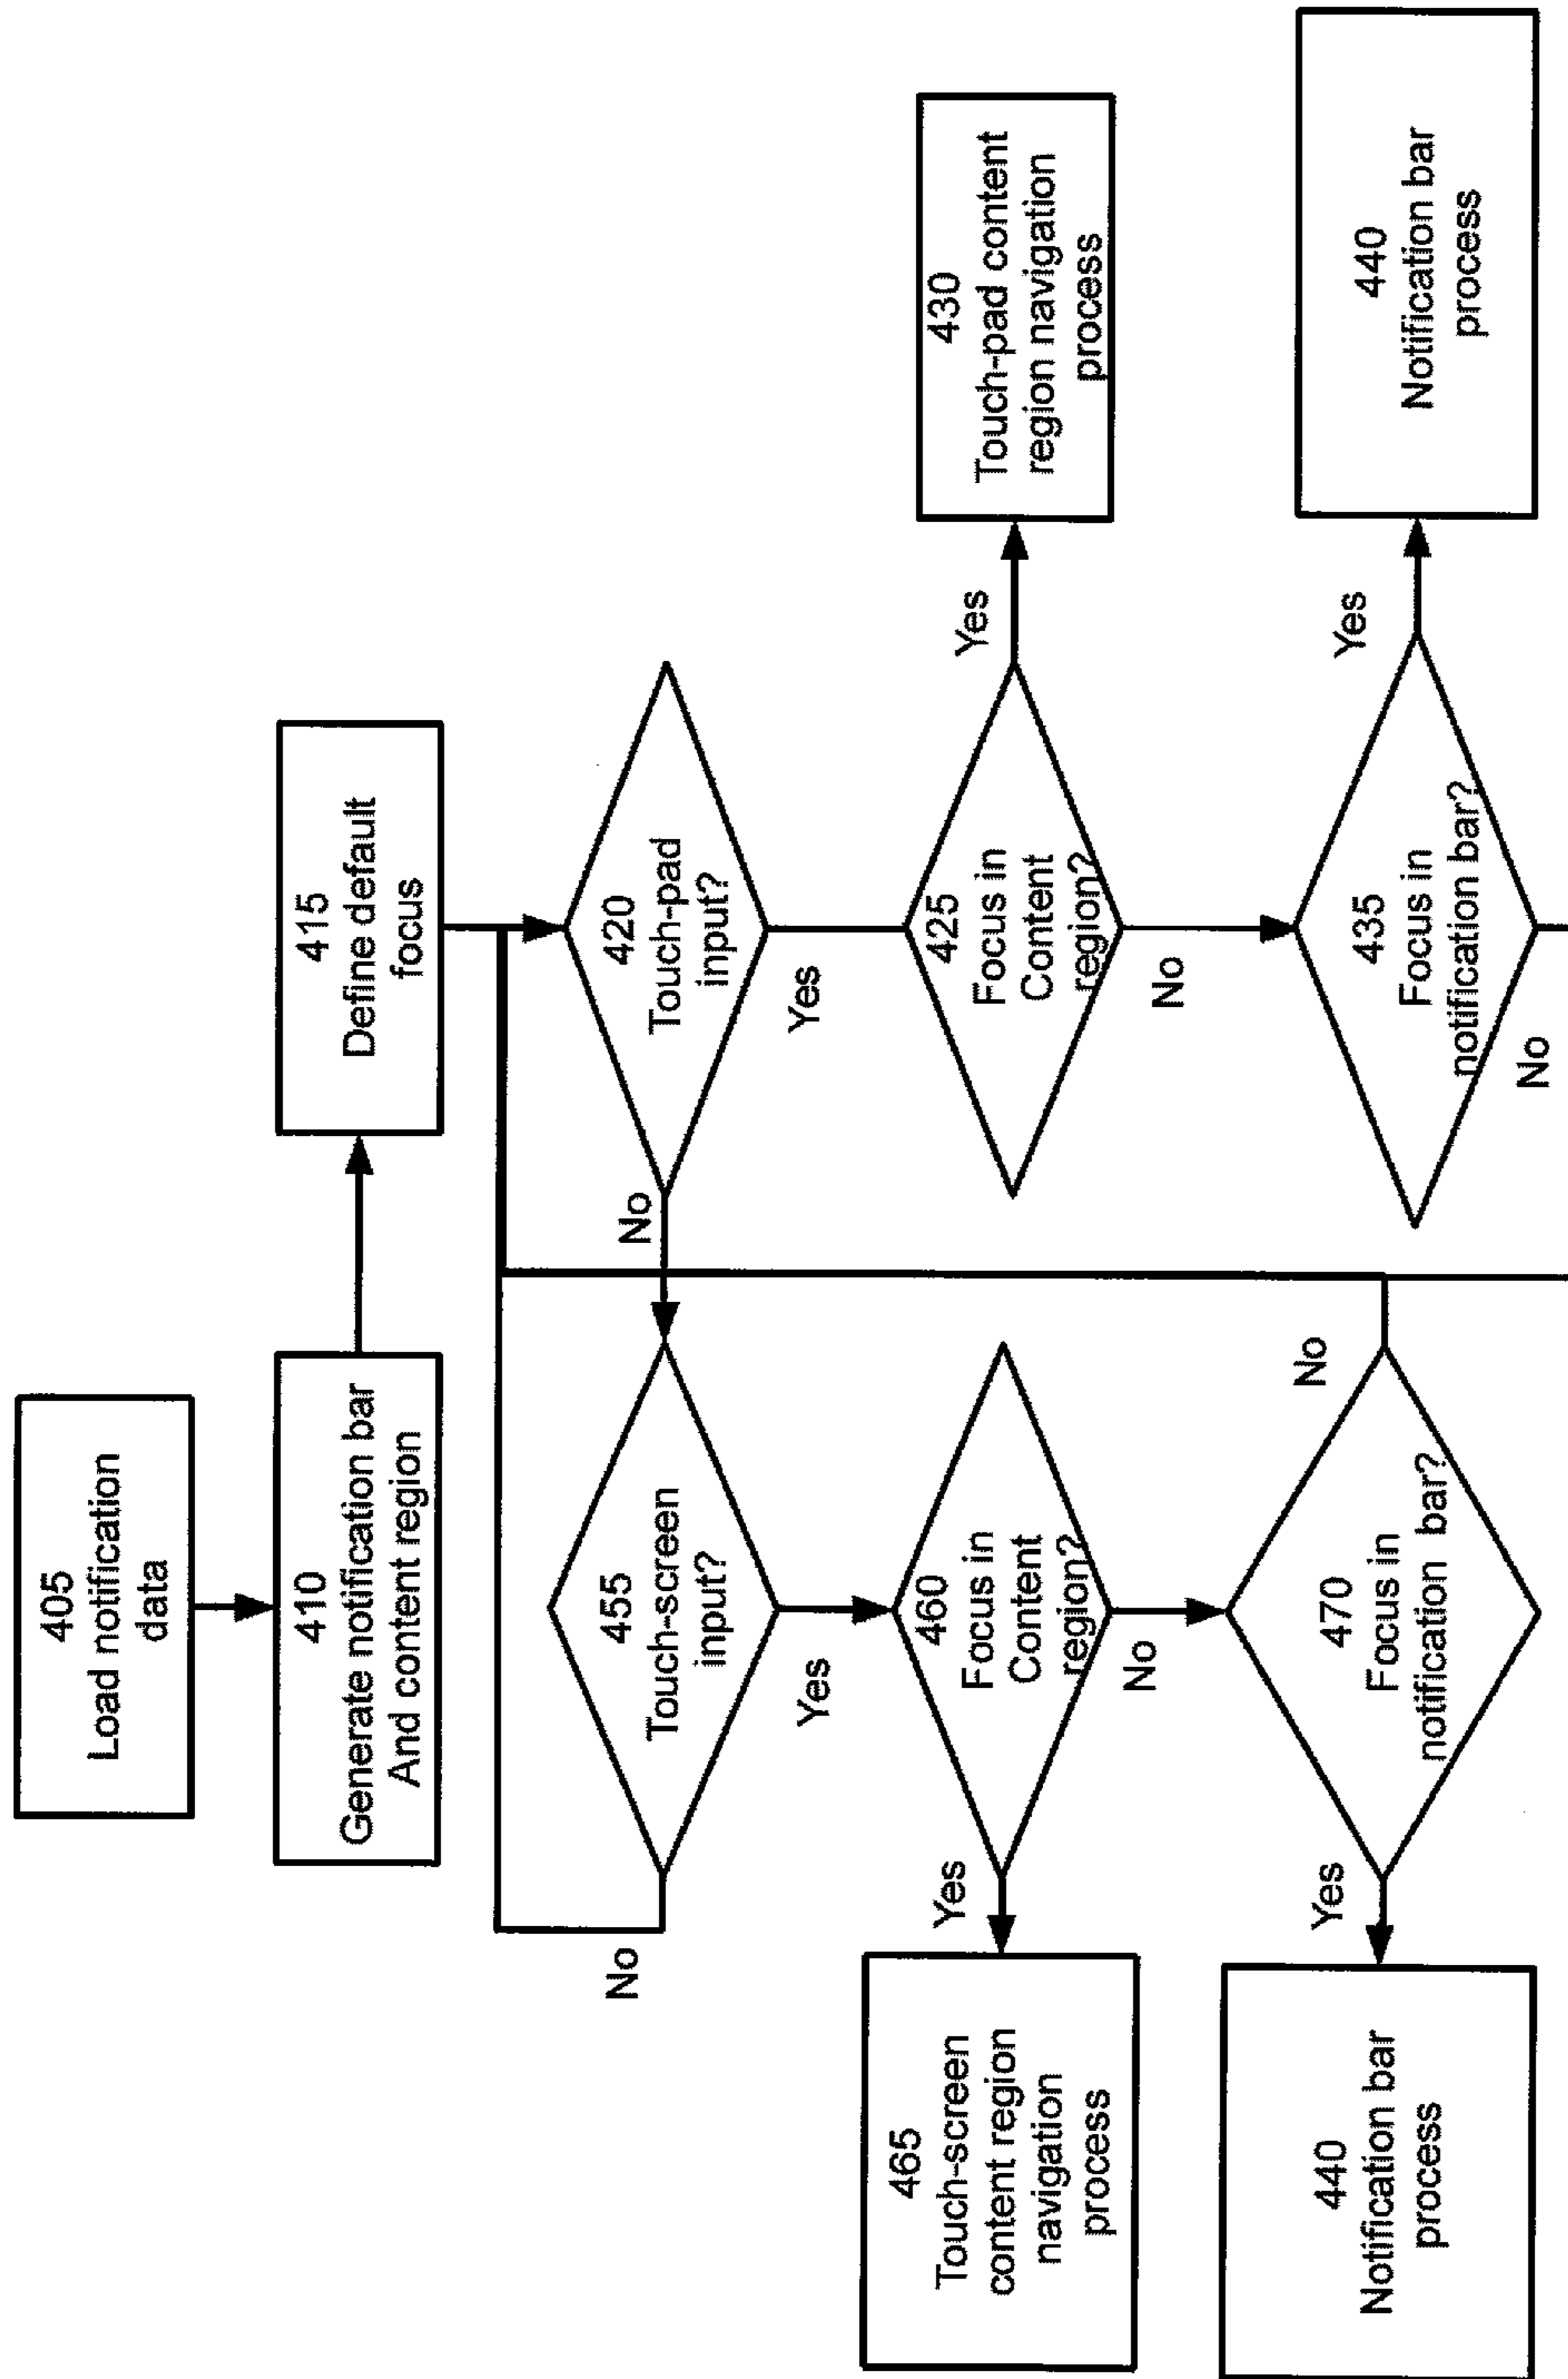 405
Load notification
data
410
Generate notification bar
And content region
415
Define default
focus
420
Touch-pad
input?
No
Yes
455
Touch-screen
input?
No
Yes
425
Focus in
Content
region?
Yes
No
430
Touch-pad content
region navigation
process
460
Focus in
Content
region?
Yes
No
465
Touch-screen
content region
navigation
process
435
Focus in
notification bar?
Yes
No
440
Notification bar
process
470
Focus in
notification bar?
No
Yes
440
Notification bar
process